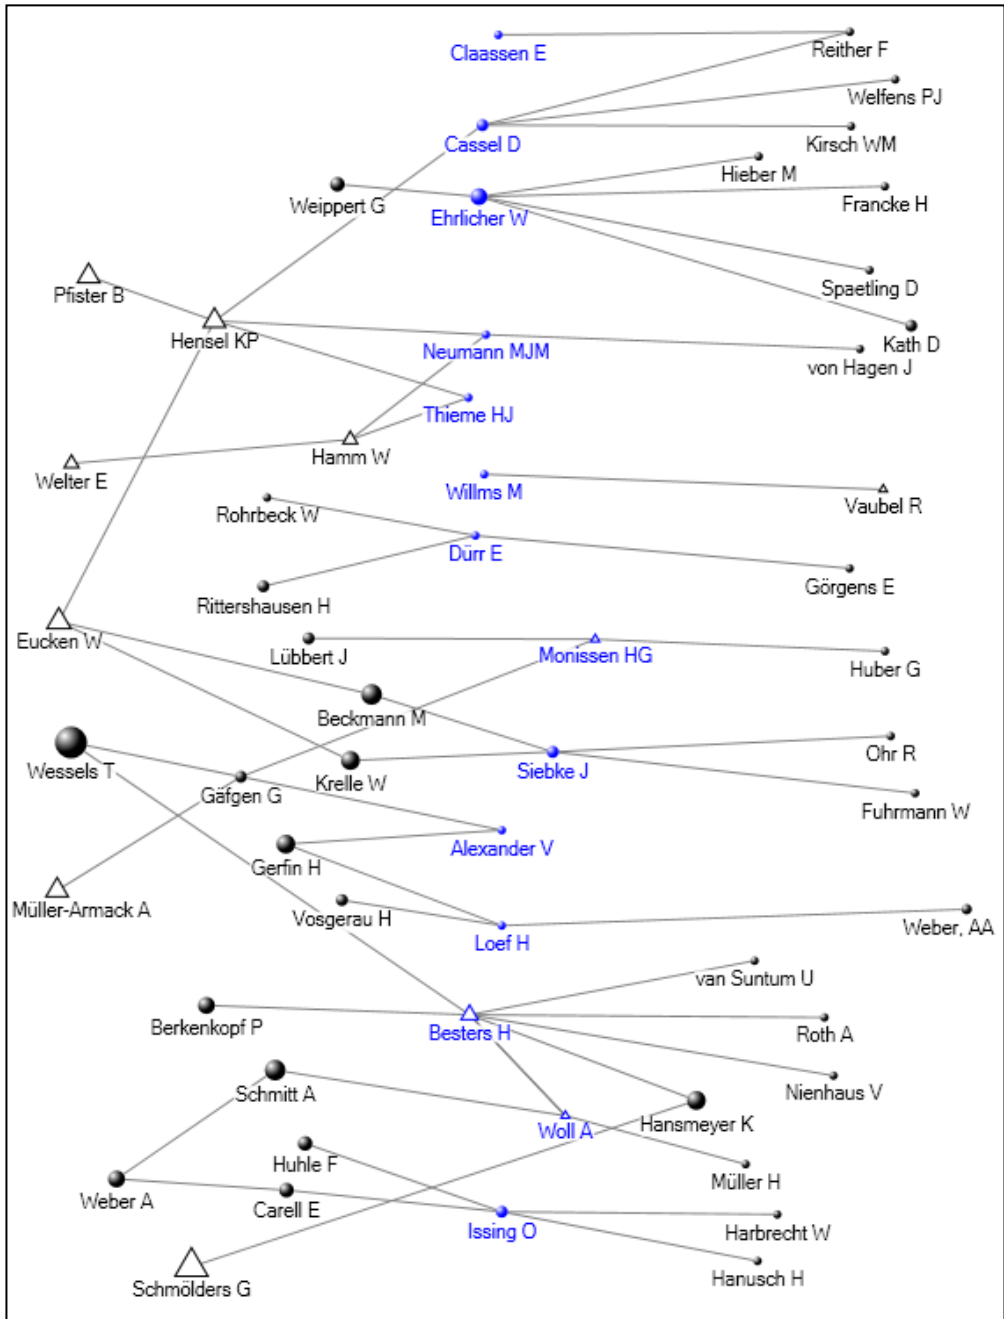 Claassen E
Reither F
Welfens PJ
Cassel D
Kirsch WM
Hieber M
Weippert G
Ehrlicher W
Francke H
Pfister B
Spaetling D
Hensel KP
Kath D
Neumann MJM
von Hagen J
Thieme HJ
Hamm W
Welter E
Willms M
Vaubel R
Rohrbeck W
Dürr E
Görgens E
Rittershausen H
Eucken W
Lübbert J
Monissen HG
Huber G
Beckmann M
Wessels T
Krelle W
Siebke J
Ohr R
Gäfgen G
Fuhrmann W
Alexander V
Gerfin H
Müller-Armack A
Vosgerau H
Loef H
Weber, AA
van Suntum U
Berkenkopf P
Besters H
Roth A
Schmitt A
Nienhaus V
Woll A
Hansmeyer K
Huhle F
Müller H
Weber A
Carell E
Issing O
Harbrecht W
Schmölders G
Hanusch H